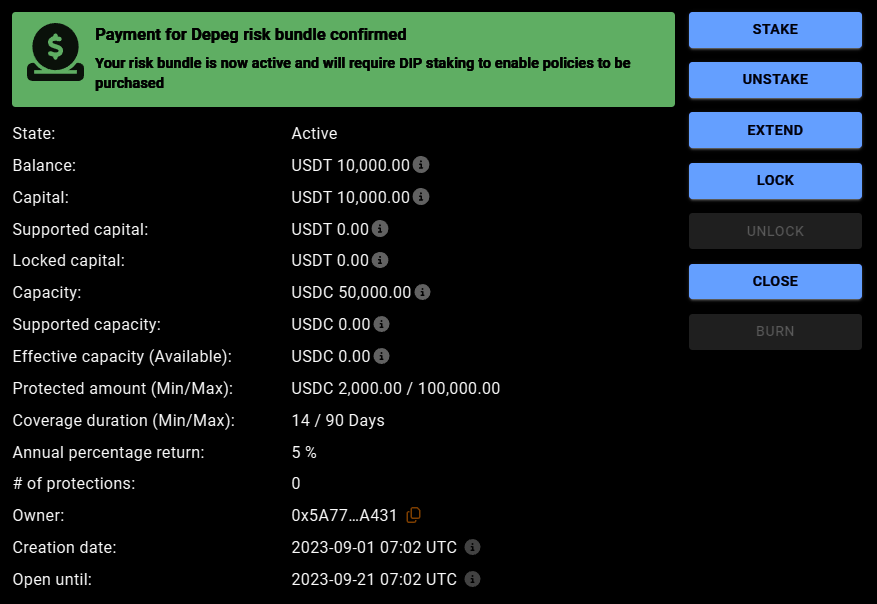 Payment for Depeg risk bundle confirmed
Your risk bundle is now active and will require DIP staking to enable policies to be
purchased
State: Active
Balance: USDT 10,000.00
Capital: USDT 10,000.00
Supported capital: USDT 0.00
Locked capital: USDT 0.00
Capacity: USDC 50,000.00
Supported capacity: USDC 0.00
Effective capacity (Available): USDC 0.00
Protected amount (Min/Max): USDC 2,000.00 / 100,000.00
Coverage duration (Min/Max): 14 / 90 Days
Annual percentage return: 5 %
# of protections: 0
Owner: 0x5A77…A431
Creation date: 2023-09-01 07:02 UTC
Open until: 2023-09-21 07:02 UTC
STAKE
UNSTAKE
EXTEND
LOCK
UNLOCK
CLOSE
BURN